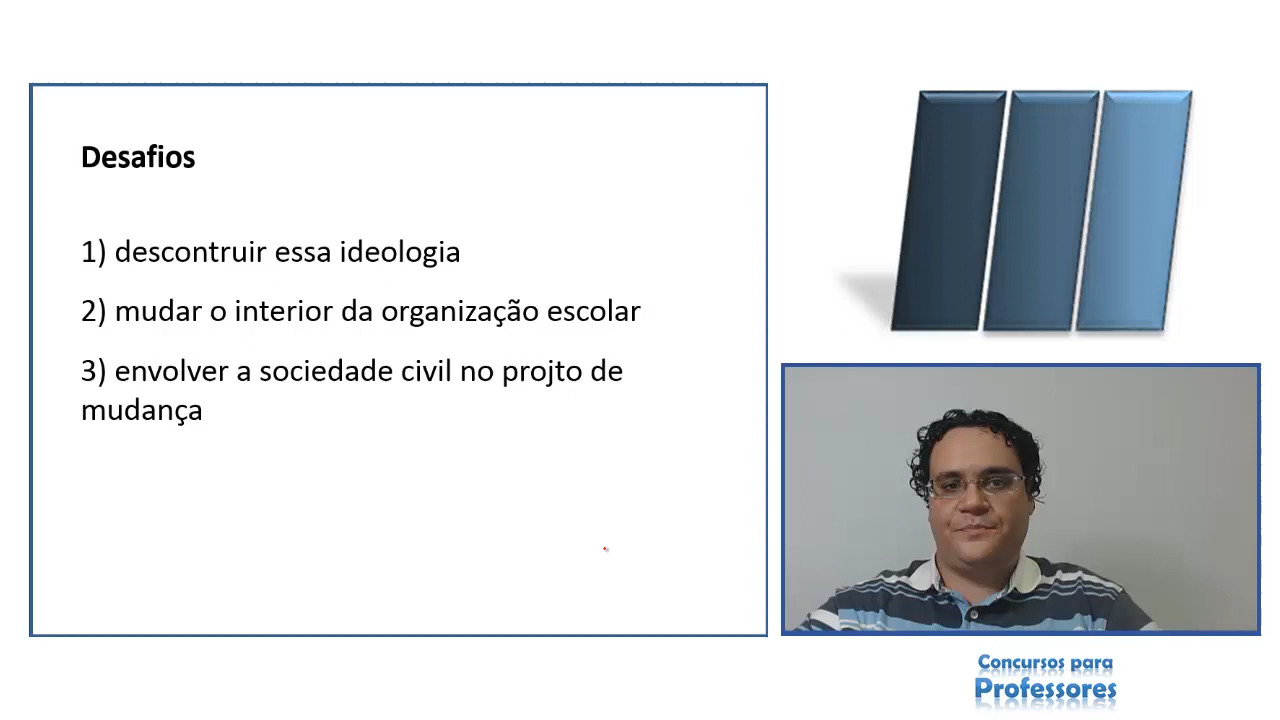 Desafios
1) descontruir essa ideologia
2) mudar o interior da organização escolar
3) envolver a sociedade civil no projto de
mudança
Concursos para
Professores